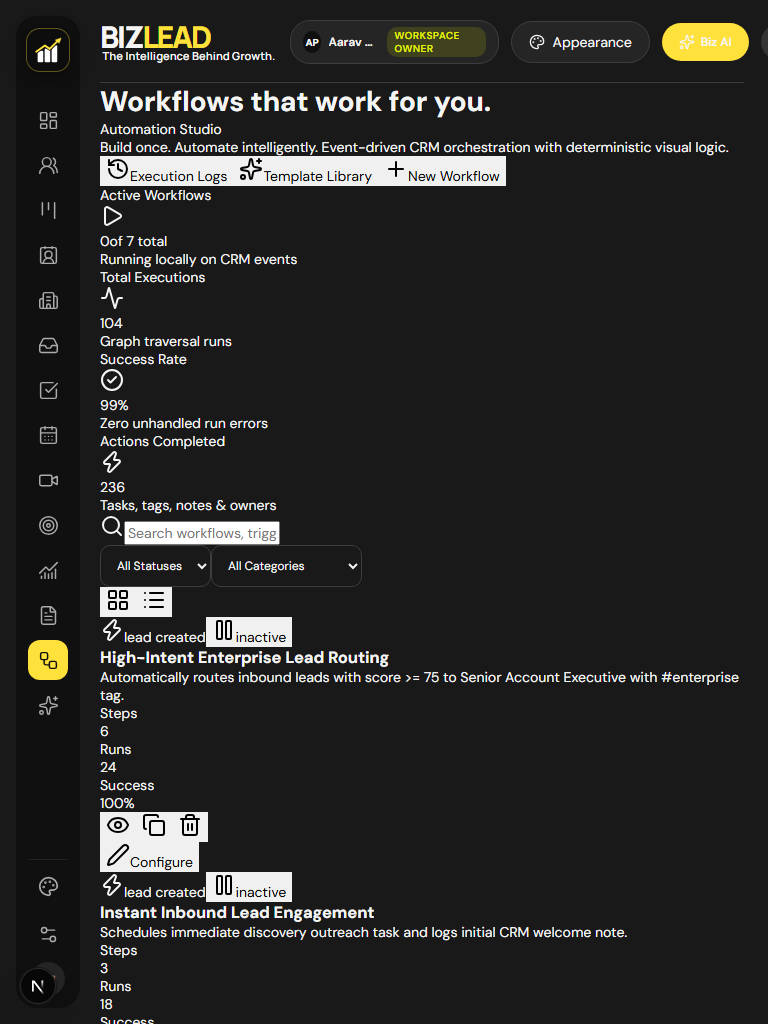 BIZLEAD
The Intelligence Behind Growth.
AP Aarav ... WORKSPACE OWNER
Appearance
Biz AI
Workflows that work for you.
Automation Studio
Build once. Automate intelligently. Event-driven CRM orchestration with deterministic visual logic.
Execution Logs Template Library New Workflow
Active Workflows
0of 7 total
Running locally on CRM events
Total Executions
104
Graph traversal runs
Success Rate
99%
Zero unhandled run errors
Actions Completed
236
Tasks, tags, notes & owners
Search workflows, trigg
All Statuses All Categories
lead created inactive
High-Intent Enterprise Lead Routing
Automatically routes inbound leads with score >= 75 to Senior Account Executive with #enterprise
tag.
Steps
6
Runs
24
Success
100%
Configure
lead created inactive
Instant Inbound Lead Engagement
Schedules immediate discovery outreach task and logs initial CRM welcome note.
Steps
3
Runs
18
Success
N